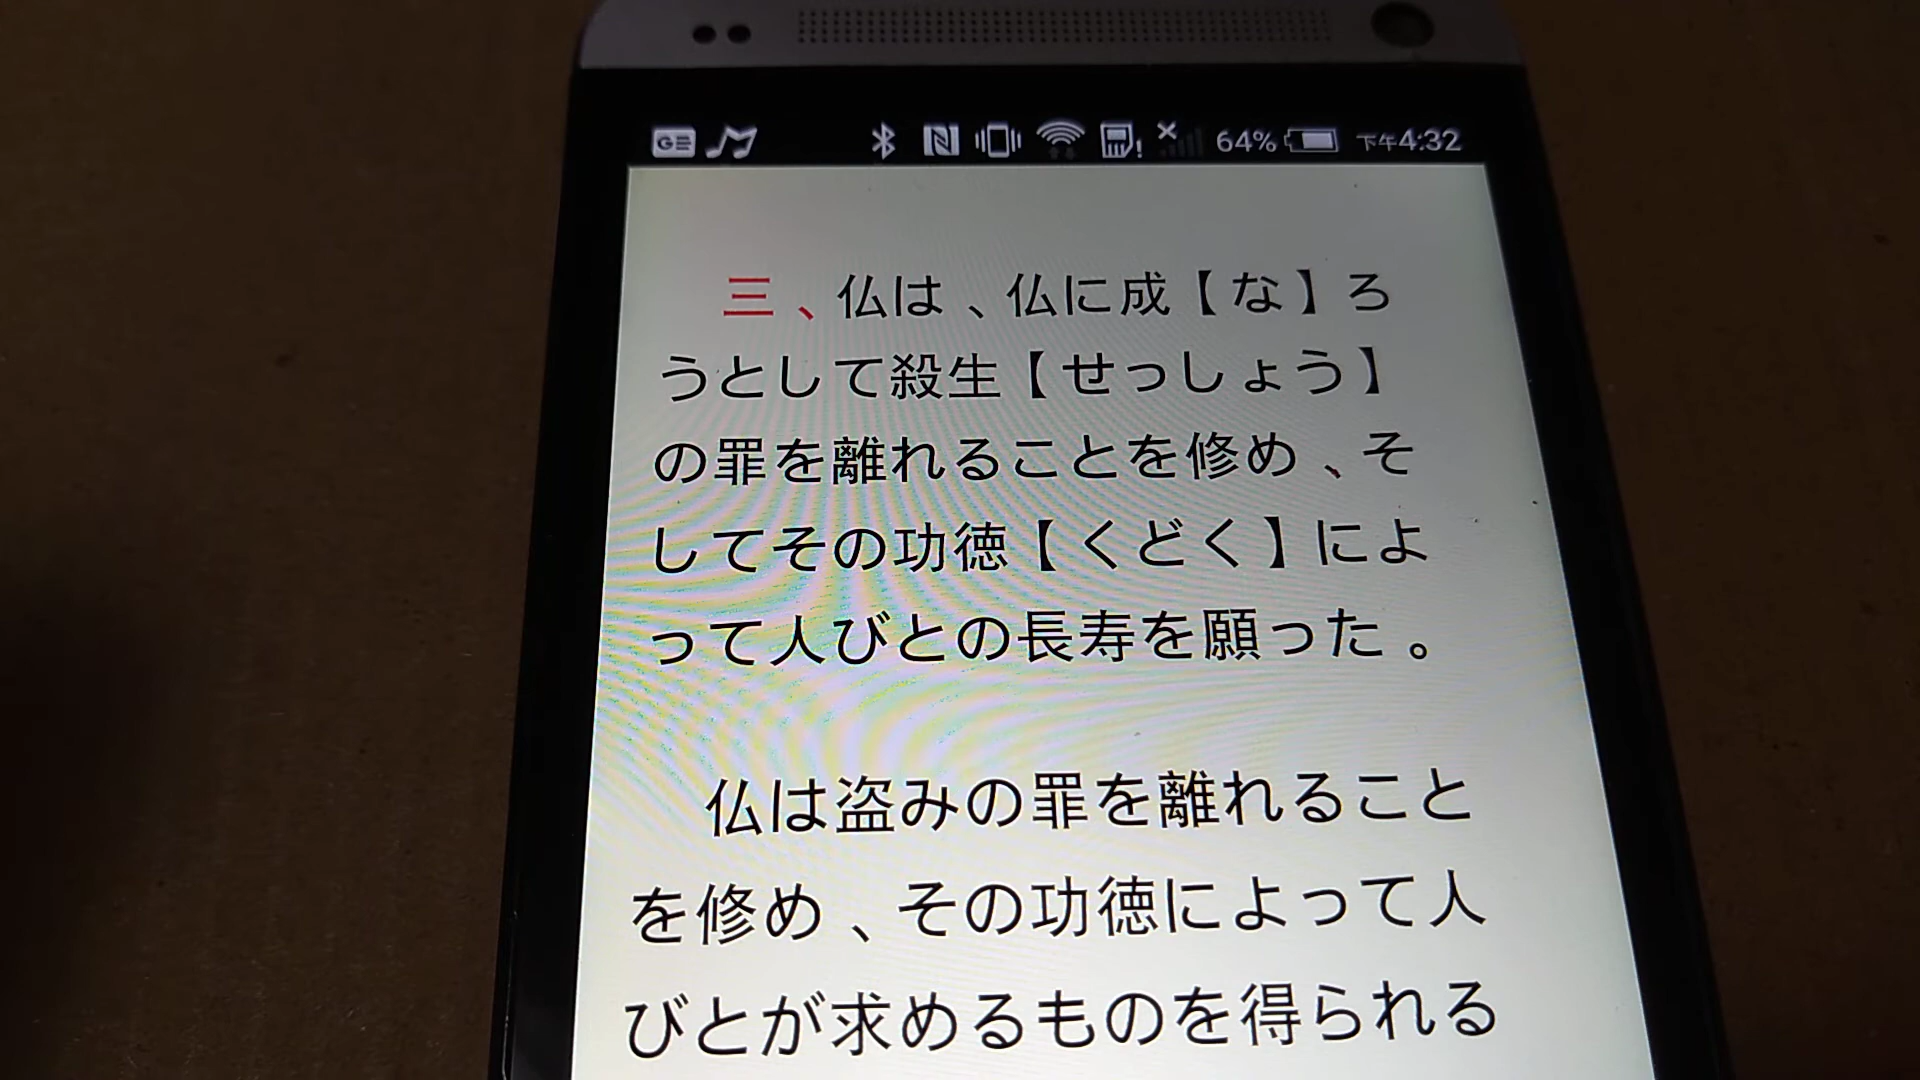 64% 下午4:32
三、仏は、仏に成【な】ろ
うとして殺生【せっしょう】
の罪を離れることを修め、そ
してその功徳【くどく】によ
って人びとの長寿を願った。
仏は盗みの罪を離れること
を修め、その功徳によって人
びとが求めるものを得られる